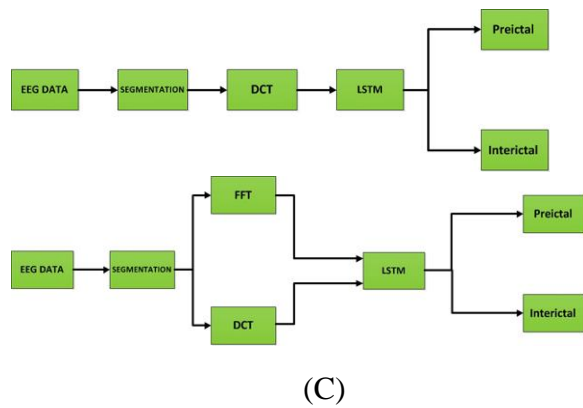 Preictal
EEG DATA
SEGMENTATION
DCT
LSTM
Interictal
FFT
Preictal
EEG DATA
SEGMENTATION
LSTM
DCT
Interictal
(C)